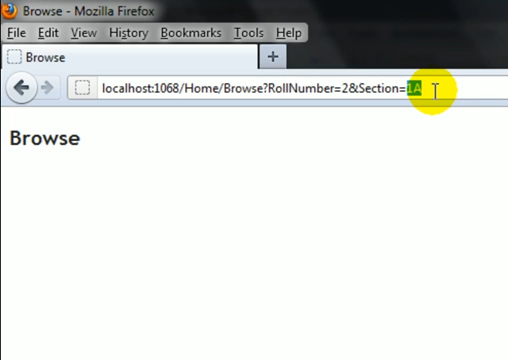 Browse - Mozilla Firefox
File Edit View History Bookmarks Tools Help
Browse
localhost:1068/Home/Browse?RollNumber=2&Section=1A
Browse